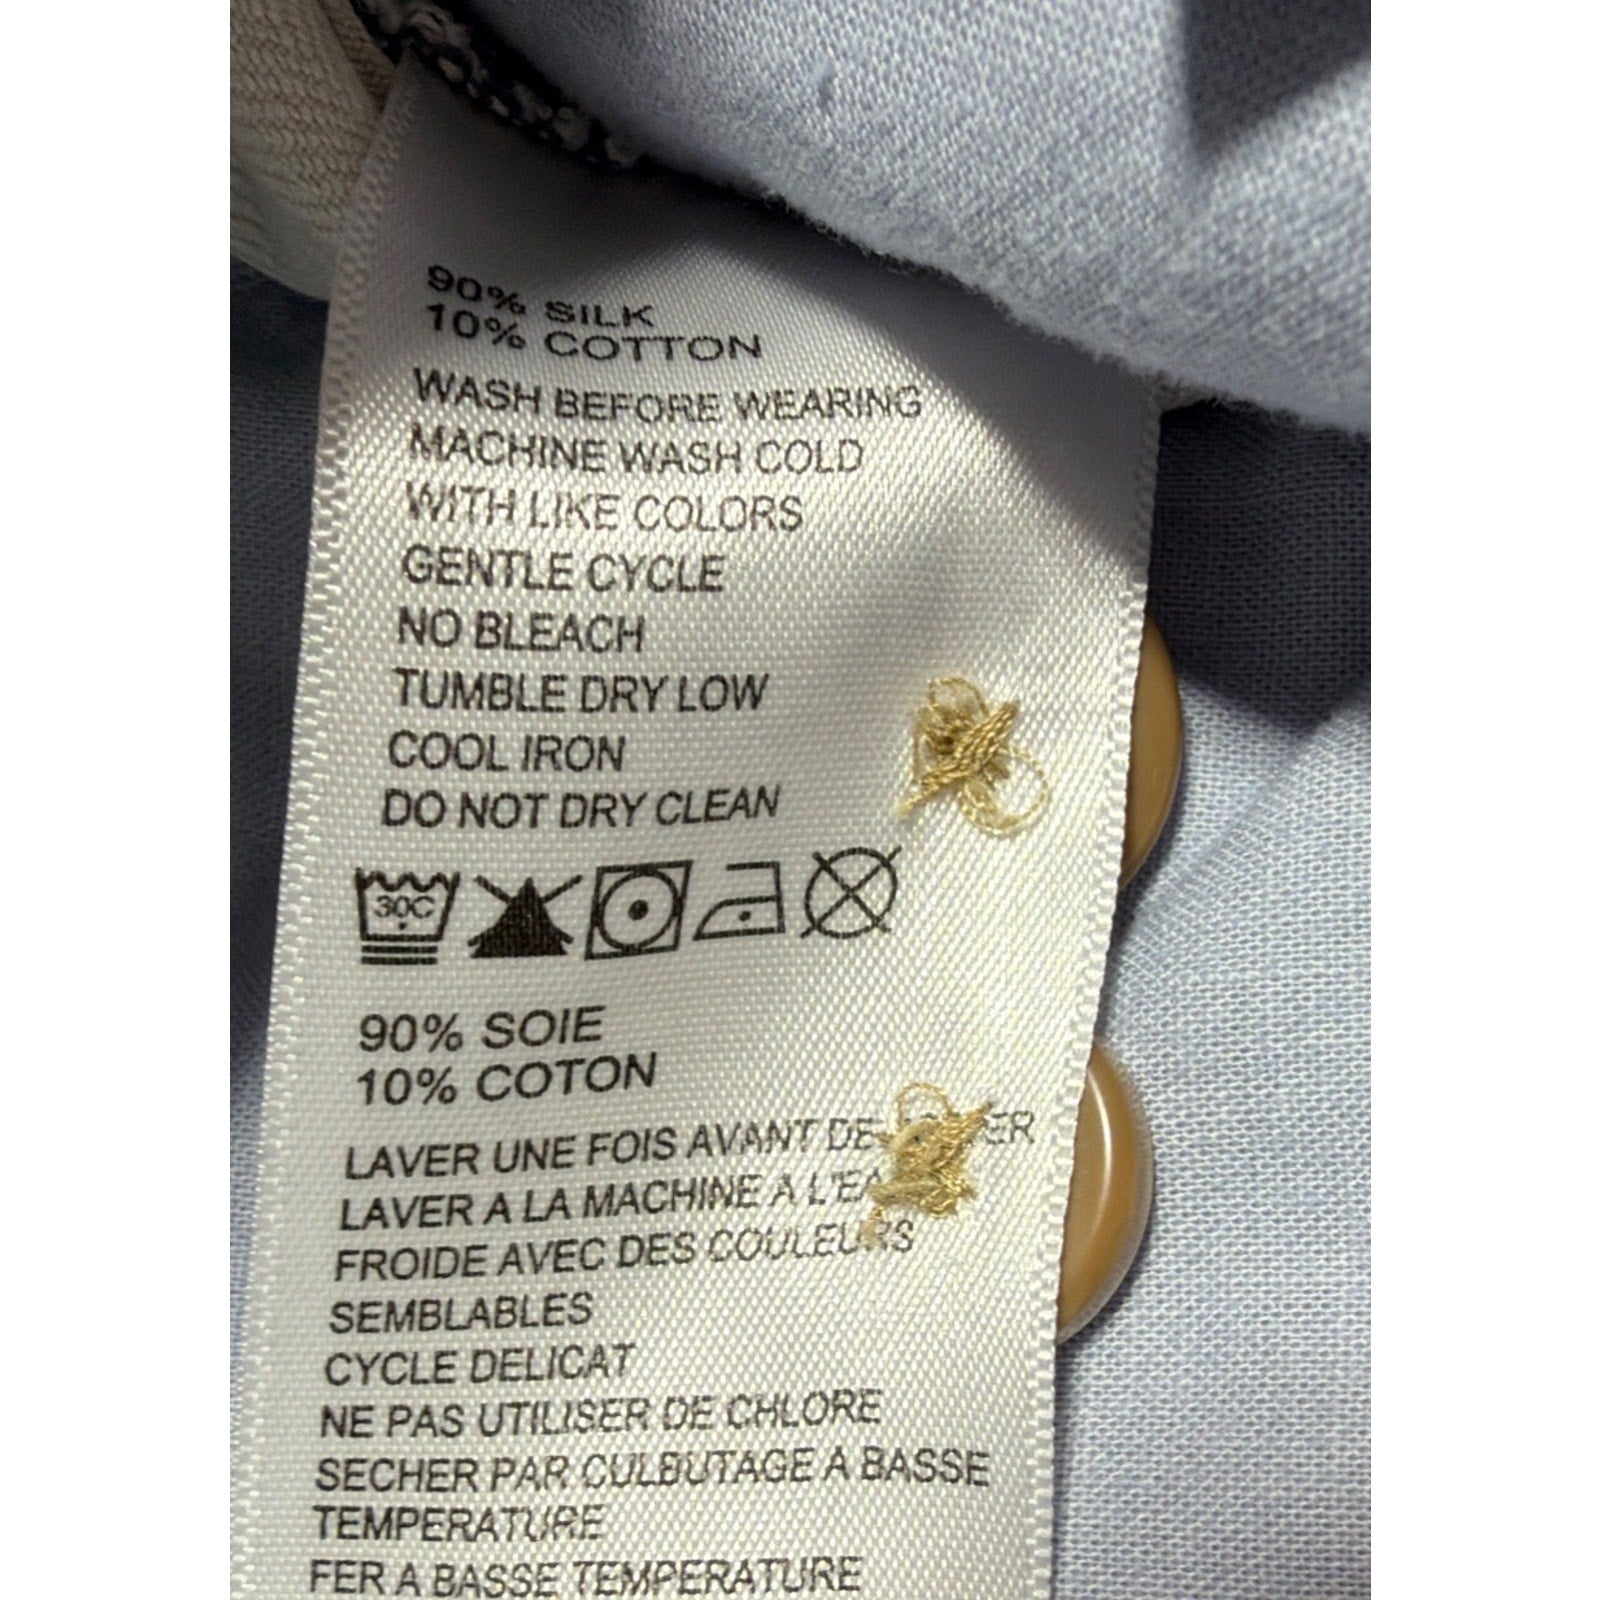 90% SILK
10% COTTON
WASH BEFORE WEARING
MACHINE WASH COLD
WITH LIKE COLORS
GENTLE CYCLE
NO BLEACH
TUMBLE DRY LOW
COOL IRON
DO NOT DRY CLEAN
30C
90% SOIE
10% COTON
LAVER UNE FOIS AVANT DE
LAVER A LA MACHINE A
FROIDE AVEC DES COULEURS
SEMBLABLES
CYCLE DELICAT
NE PAS UTILISER DE CHLORE
SECHER PAR CULBUTAGE A BASSE
TEMPERATURE
FER A BASSE TEMPERATURE